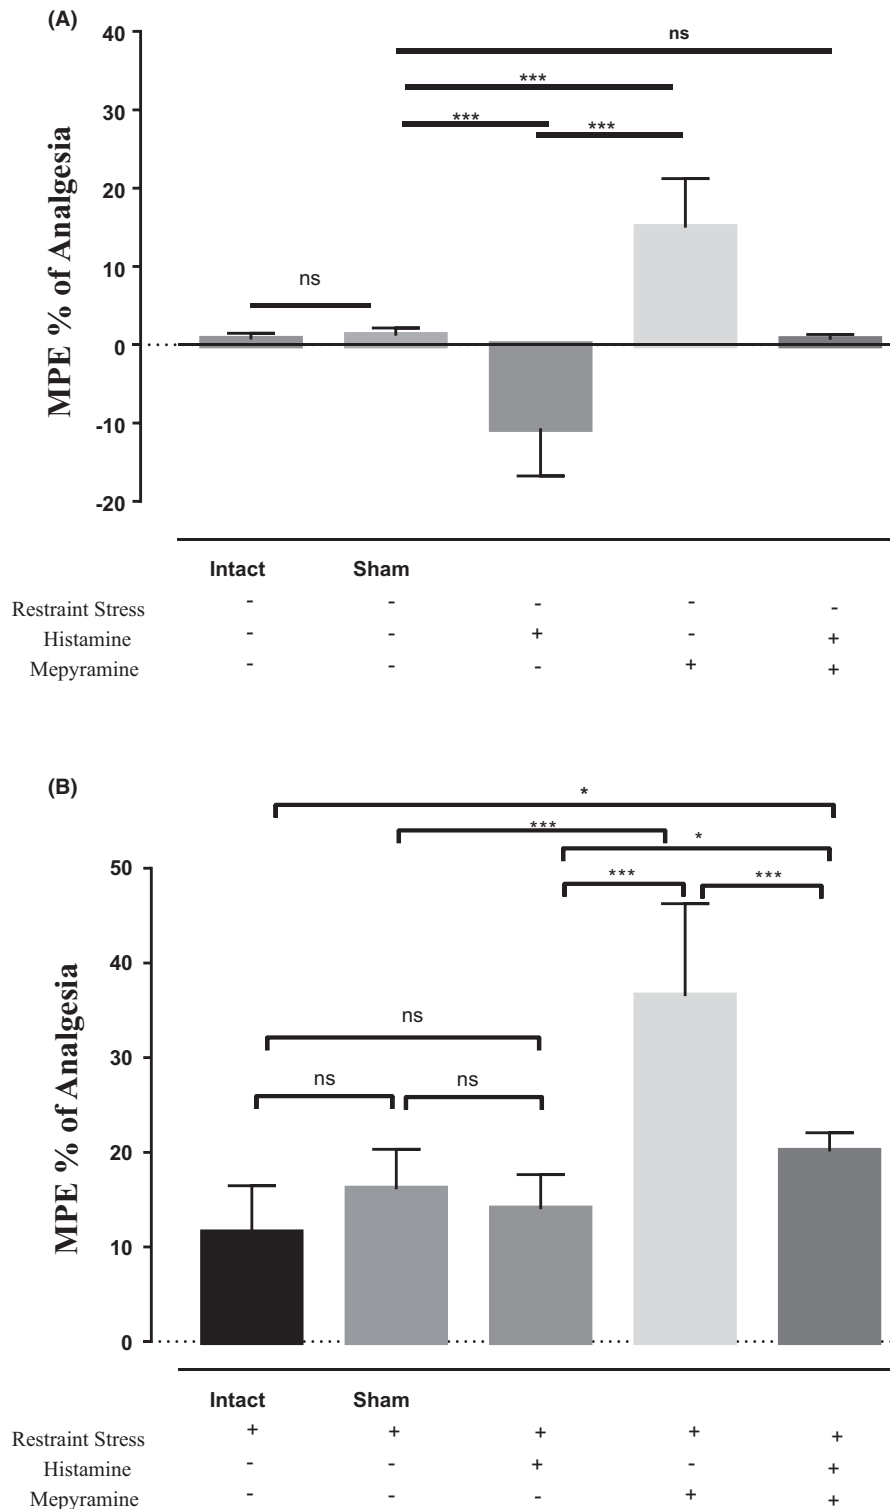 (A)
MPE % of Analgesia
40
30
20
10
0
-10
-20
ns
***
***
***
ns
Intact Sham
Restraint Stress - - - - -
Histamine - - + - +
Mepyramine - - - + +
(B)
MPE % of Analgesia
50
40
30
20
10
0
*
***
*
***
***
ns
ns
ns
Intact Sham
Restraint Stress + + + + +
Histamine - - + - +
Mepyramine - - - + +